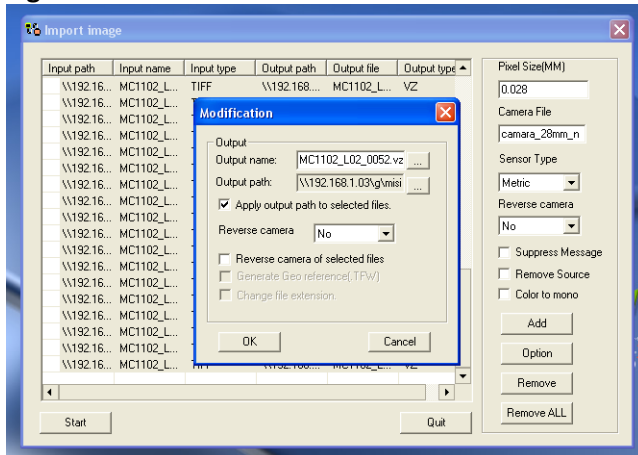 Import image
Input path Input name Input type Output path Output file Output type
\\192.16... MC1102_L... TIFF \\192.168.... MC1102_L... VZ
\\192.16... MC1102_L...
\\192.16... MC1102_L...
\\192.16... MC1102_L...
\\192.16... MC1102_L...
\\192.16... MC1102_L...
\\192.16... MC1102_L...
\\192.16... MC1102_L...
\\192.16... MC1102_L...
\\192.16... MC1102_L...
\\192.16... MC1102_L...
\\192.16... MC1102_L...
\\192.16... MC1102_L...
\\192.16... MC1102_L...
\\192.16... MC1102_L...
\\192.16... MC1102_L... TIFF \\192.168.... MC1102_L... VZ
Modification
Output
Output name: MC1102_L02_0052.vz ...
Output path: \\192.168.1.03\g\misi ...
Apply output path to selected files.
Reverse camera No
Reverse camera of selected files
Generate Geo reference(.TFW)
Change file extension.
OK Cancel
Pixel Size(MM)
0.028
Camera File
camara_28mm_n
Sensor Type
Metric
Reverse camera
No
Suppress Message
Remove Source
Color to mono
Add
Option
Remove
Remove ALL
Start Quit